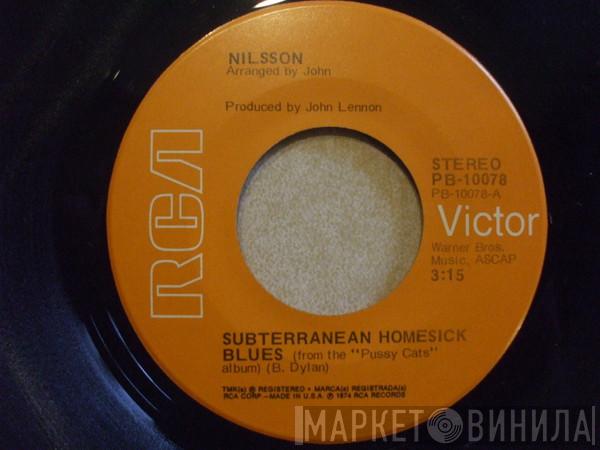 NILSSON
Arranged by John
Produced by John Lennon
RCA
STEREO
PB-10078
PB-10078-A
Victor
Warner Bros.
Music, ASCAP
3:15
SUBTERRANEAN HOMESICK
BLUES (from the "Pussy Cats"
album) (B. Dylan)
TMK(s) ® REGISTERED • MARCA(s) REGISTRADA(s)
RCA CORP.—MADE IN U.S.A. ℗ 1974 RCA RECORDS
МАРКЕТ ВИНИЛА